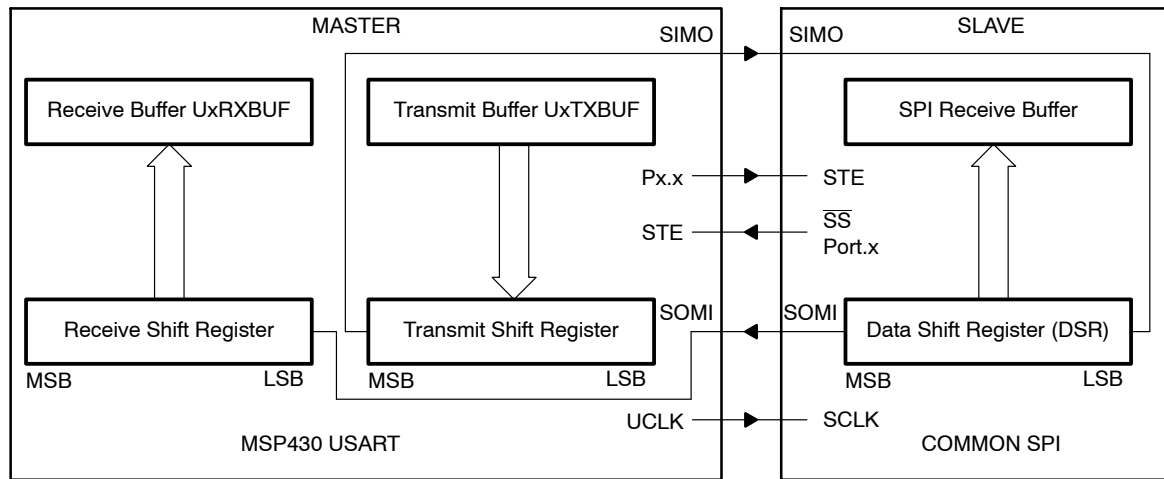 MASTER
SLAVE
SIMO
SIMO
Receive Buffer UxRXBUF
Transmit Buffer UxTXBUF
SPI Receive Buffer
Px.x
STE
STE
SS
Port.x
SOMI
SOMI
Receive Shift Register
Transmit Shift Register
Data Shift Register (DSR)
MSB
LSB
MSB
LSB
MSB
LSB
UCLK
SCLK
MSP430 USART
COMMON SPI